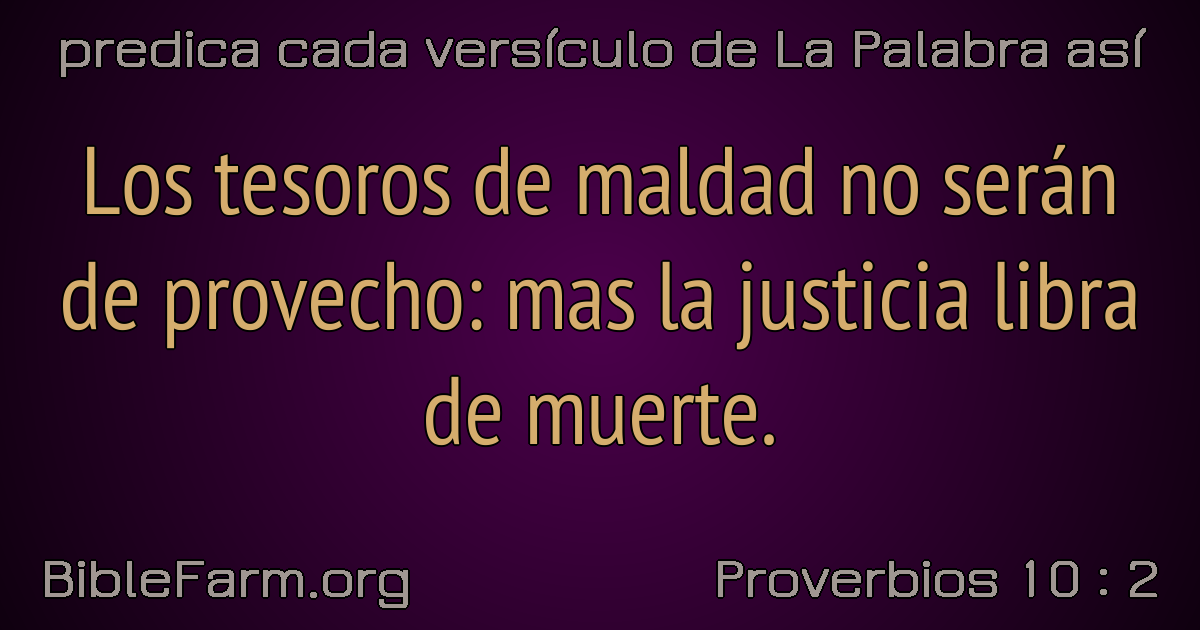 predica cada versículo de La Palabra así
Los tesoros de maldad no serán
de provecho: mas la justicia libra
de muerte.
BibleFarm.org
Proverbios 10 : 2